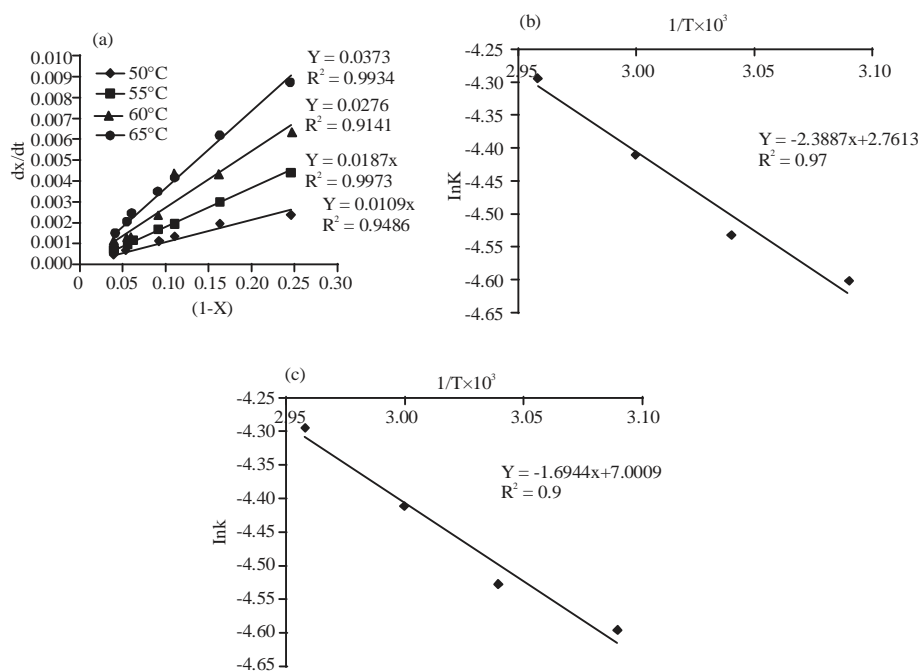 (a)
0.010
0.009
0.008
0.007
0.006
0.005
0.004
0.003
0.002
0.001
0.000
dx/dt
50°C
55°C
60°C
65°C
Y = 0.0373
R² = 0.9934
Y = 0.0276
R² = 0.9141
Y = 0.0187x
R² = 0.9973
Y = 0.0109x
R² = 0.9486
0 0.05 0.10 0.15 0.20 0.25 0.30
(1-X)
(b)
1/T×10³
-4.25
2.95 3.00 3.05 3.10
-4.30
-4.40
-4.45
-4.50
-4.55
-4.60
-4.65
InK
Y = -2.3887x+2.7613
R² = 0.97
(c)
1/T×10³
-4.25
2.95 3.00 3.05 3.10
-4.30
-4.35
-4.40
-4.45
-4.50
-4.55
-4.60
-4.65
Ink
Y = -1.6944x+7.0009
R² = 0.9